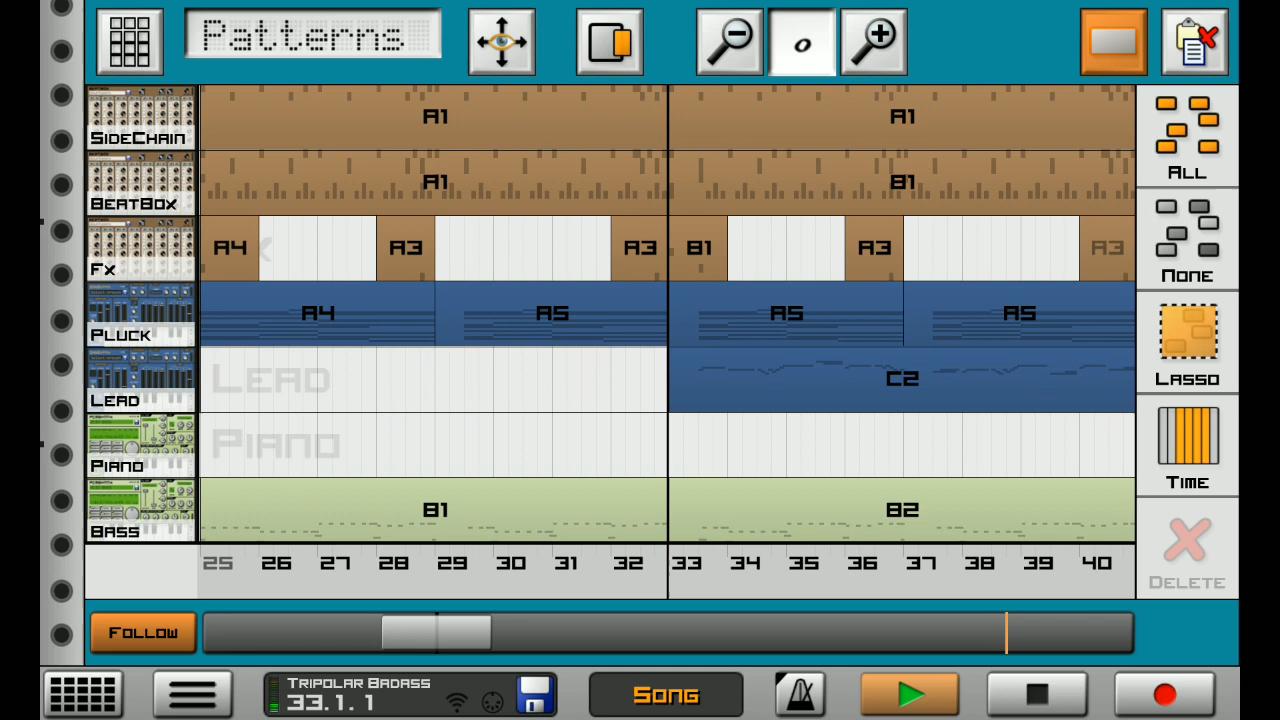 Patterns
o
SideChain
A1
A1
BeatBox
A1
B1
Fx
A4
A3
A3
B1
A3
A3
Pluck
A4
A5
A5
A5
Lead
Lead
C2
Piano
Piano
Bass
B1
B2
25 26 27 28 29 30 31 32 33 34 35 36 37 38 39 40
All
None
Lasso
Time
Delete
Follow
Tripolar Badass
33.1.1
Song